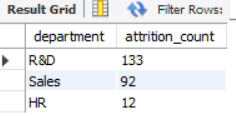 Result Grid Filter Rows:
department attrition_count
R&D 133
Sales 92
HR 12